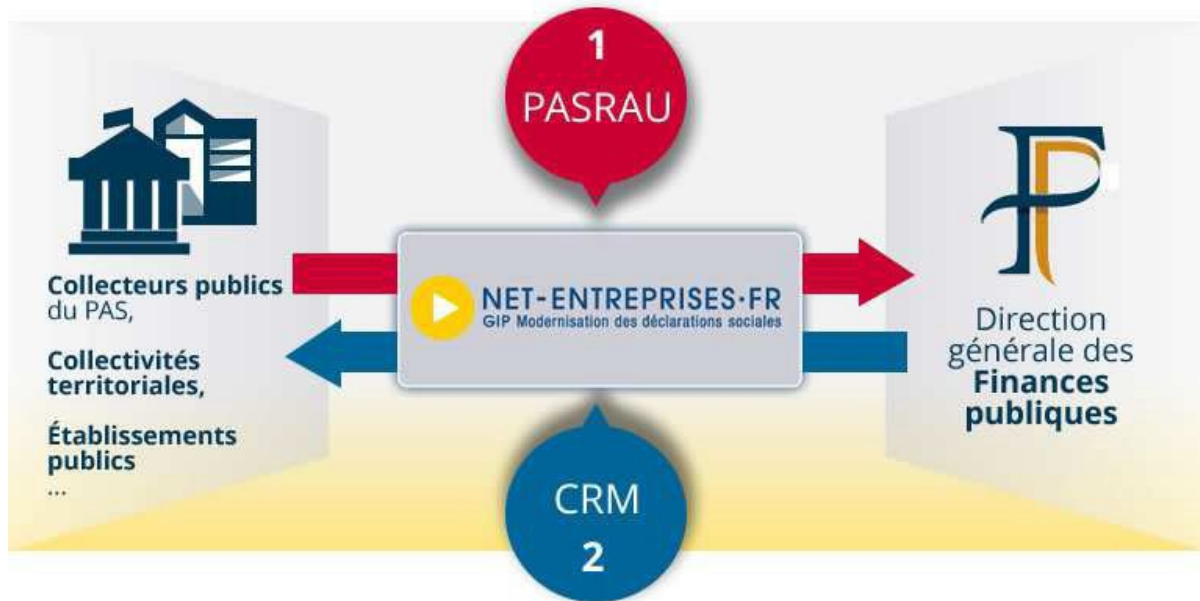 1
PASRAU
Collecteurs publics
du PAS,
Collectivités
territoriales,
Établissements
publics
...
NET-ENTREPRISES·FR
GIP Modernisation des déclarations sociales
FP
Direction
générale des
Finances
publiques
CRM
2